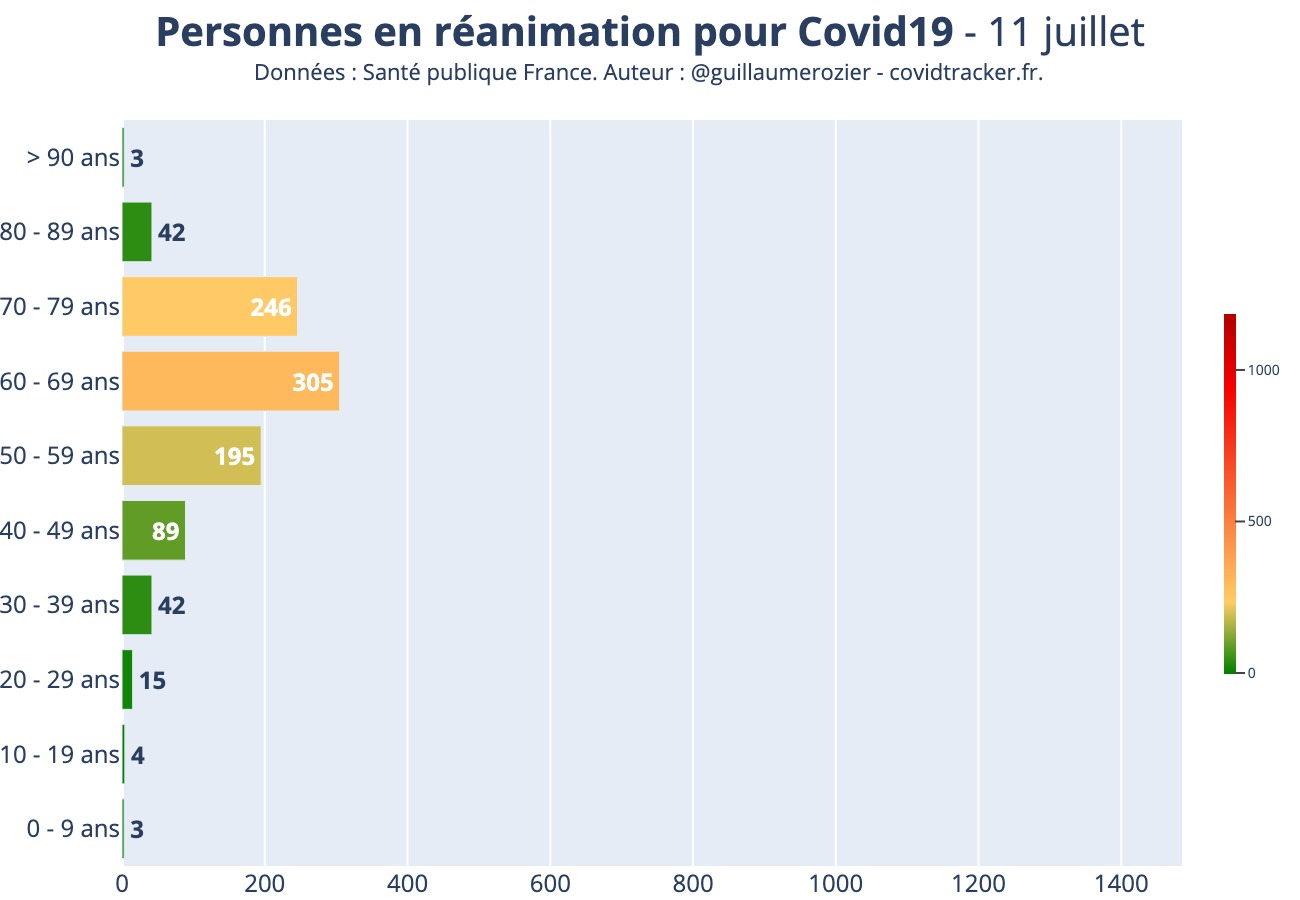 Personnes en réanimation pour Covid19 - 11 juillet
Données : Santé publique France. Auteur : @guillaumerozier - covidtracker.fr.
> 90 ans 3
80 - 89 ans 42
70 - 79 ans 246
60 - 69 ans 305
50 - 59 ans 195
40 - 49 ans 89
30 - 39 ans 42
20 - 29 ans 15
10 - 19 ans 4
0 - 9 ans 3
0 200 400 600 800 1000 1200 1400
1000
500
0